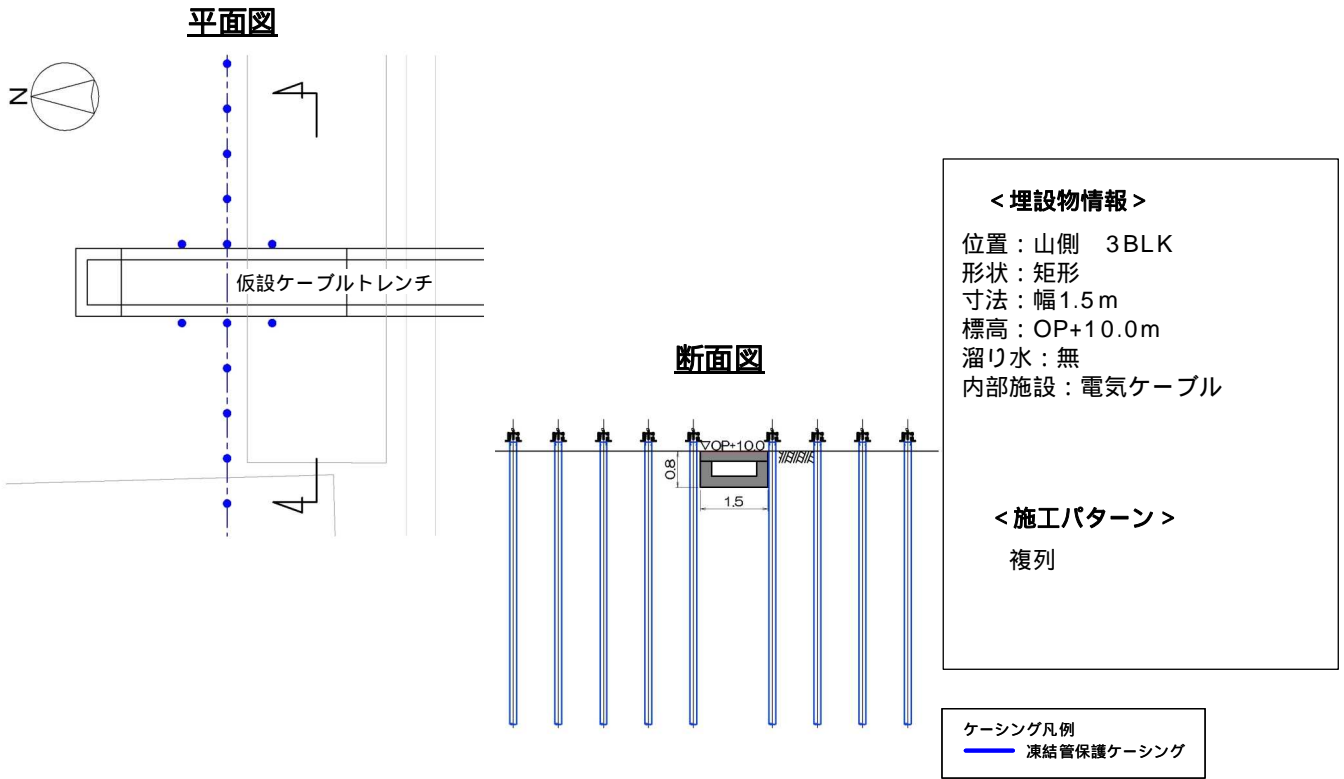 平面図
N
仮設ケーブルトレンチ
断面図
▽OP+10.0
0.8
1.5
<埋設物情報>
位置：山側　3BLK
形状：矩形
寸法：幅1.5m
標高：OP+10.0m
溜り水：無
内部施設：電気ケーブル
<施工パターン>
複列
ケーシング凡例
凍結管保護ケーシング